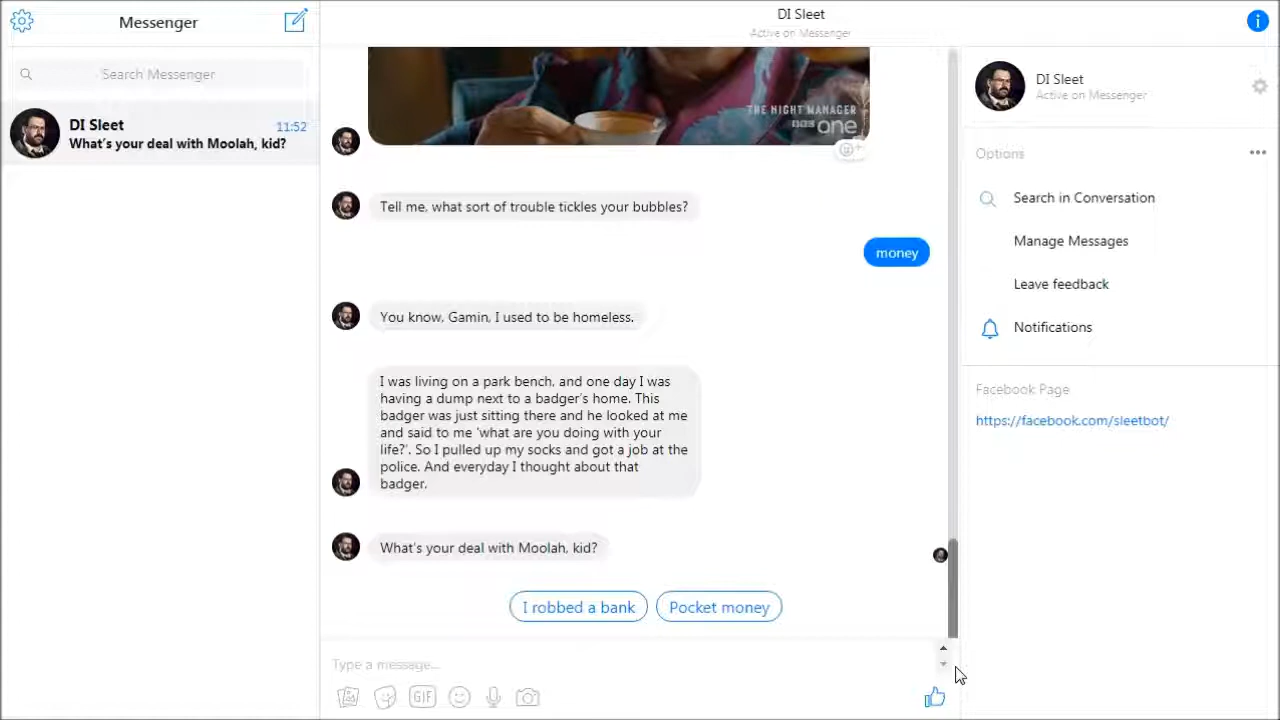 Messenger
Search Messenger
DI Sleet
11:52
What's your deal with Moolah, kid?
DI Sleet
Active on Messenger
THE NIGHT MANAGER
BBC one
Tell me, what sort of trouble tickles your bubbles?
money
You know, Gamin, I used to be homeless.
I was living on a park bench, and one day I was
having a dump next to a badger's home. This
badger was just sitting there and he looked at me
and said to me 'what are you doing with your
life?'. So I pulled up my socks and got a job at the
police. And everyday I thought about that
badger.
What's your deal with Moolah, kid?
I robbed a bank
Pocket money
Type a message...
GIF
DI Sleet
Active on Messenger
Options
Search in Conversation
Manage Messages
Leave feedback
Notifications
Facebook Page
https://facebook.com/sleetbot/